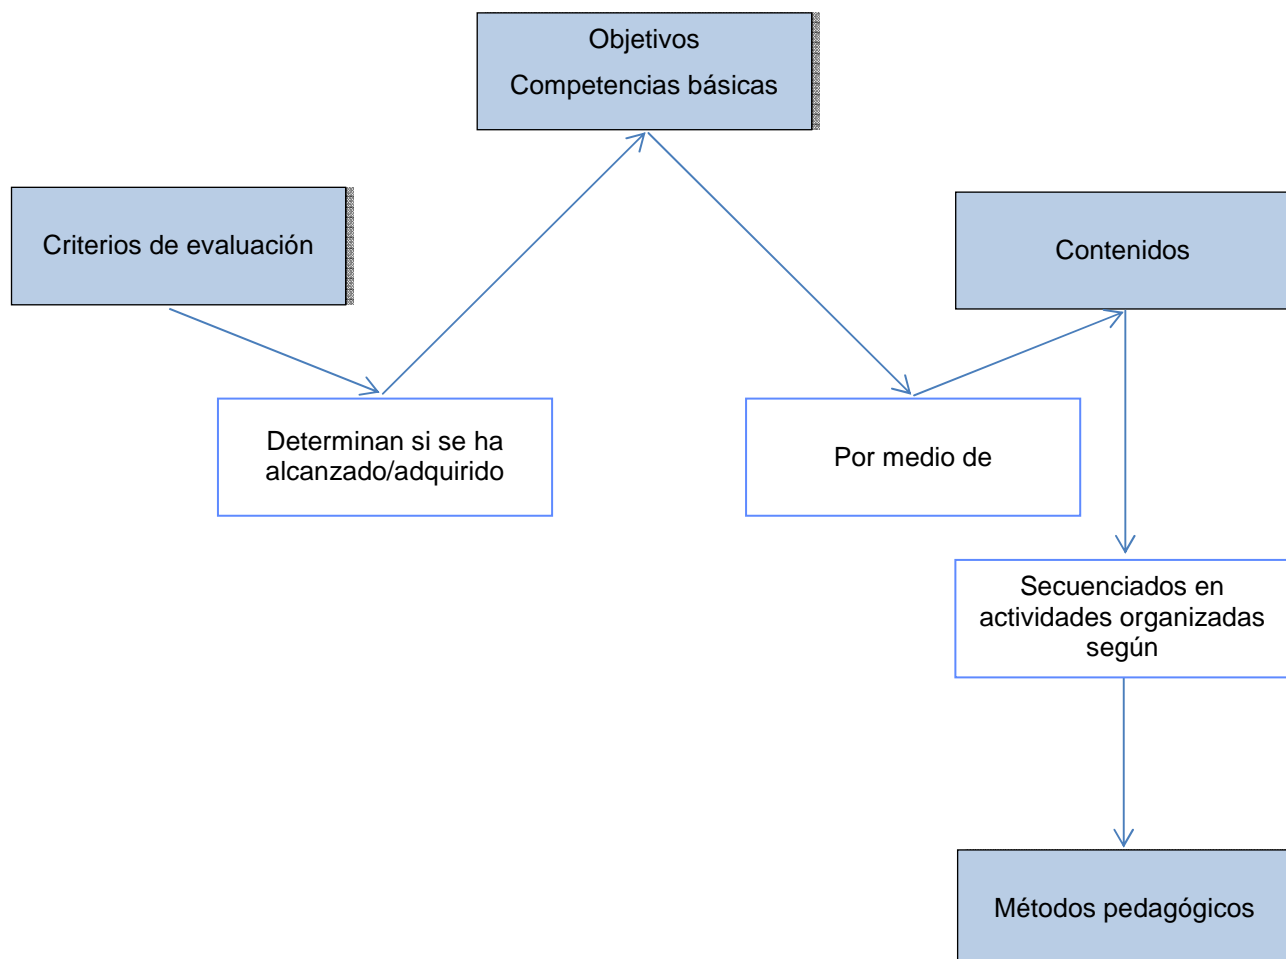 Objetivos
Competencias básicas
Criterios de evaluación
Contenidos
Determinan si se ha
alcanzado/adquirido
Por medio de
Secuenciados en
actividades organizadas
según
Métodos pedagógicos